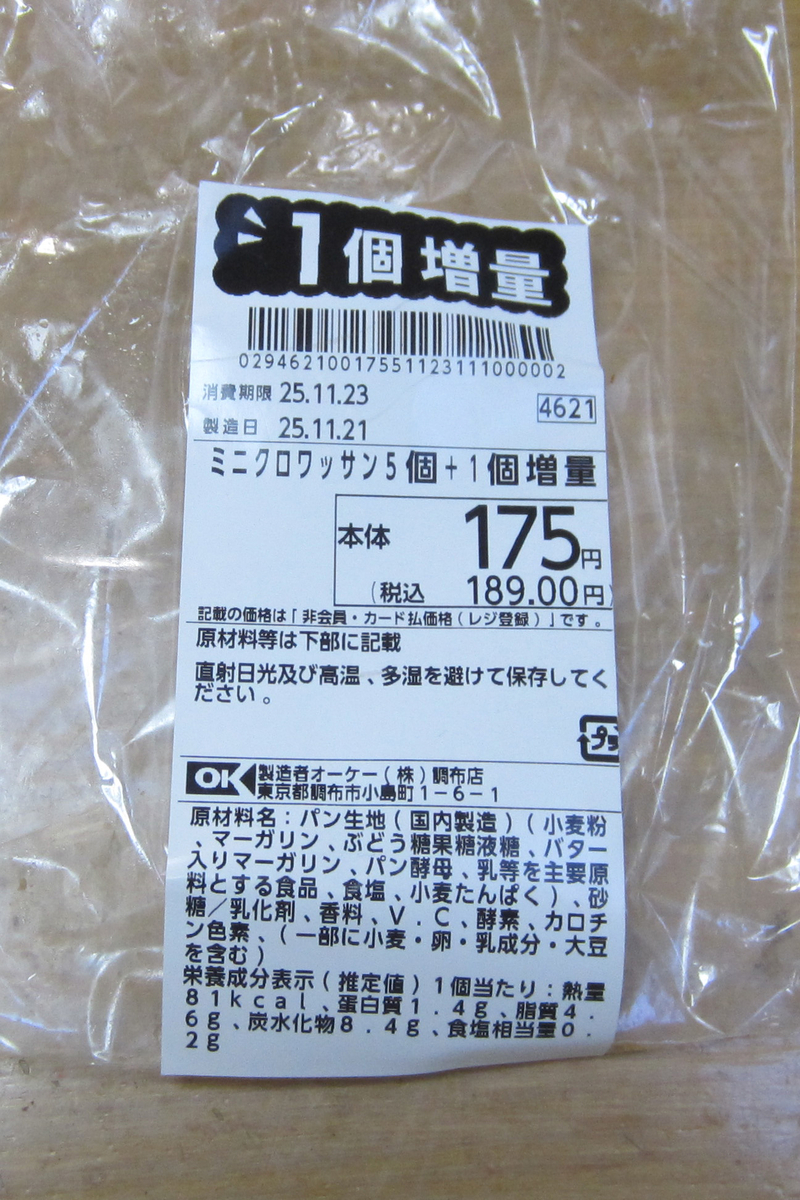 1個増量
02946210017551123111000002
消費期限 25.11.23
4621
製造日 25.11.21
ミニクロワッサン5個+1個増量
本体 175円
(税込 189.00円)
記載の価格は「非会員・カード払価格(レジ登録)」です。
原材料等は下部に記載
直射日光及び高温、多湿を避けて保存してく
ださい。
プラ
OK 製造者オーケー(株)調布店
東京都調布市小島町1-6-1
原材料名:パン生地(国内製造)(小麦粉
、マーガリン、ぶどう糖果糖液糖、バター
入りマーガリン、パン酵母、乳等を主要原
料とする食品、食塩、小麦たんぱく)、砂
糖/乳化剤、香料、V.C、酵素、カロチ
ン色素、(一部に小麦・卵・乳成分・大豆
を含む)
栄養成分表示(推定値)1個当たり:熱量
81kcal、蛋白質1.4g、脂質4.
6g、炭水化物8.4g、食塩相当量0.
2g